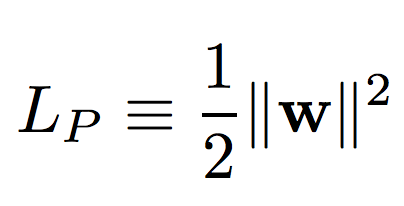 L_P ≡ 1/2 ‖w‖²